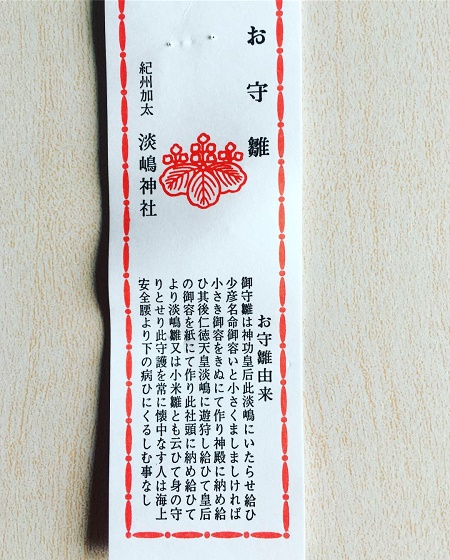 お守雛
紀州加太 淡嶋神社
お守雛由来
御守雛は神功皇后此淡嶋にいたらせ給ひ
少彦名命御容いと小さくましましければ
小さき御容をきぬにて作り神殿に納め給
ひ其後仁徳天皇淡嶋に遊狩し給ひて皇后
の御容を紙にて作り此社頭に納め給ひて
より淡嶋雛又は小米雛とも云ひて身の守
りとせり此守護を常に懐中なす人は海上
安全腰より下の病ひにくるしむ事なし